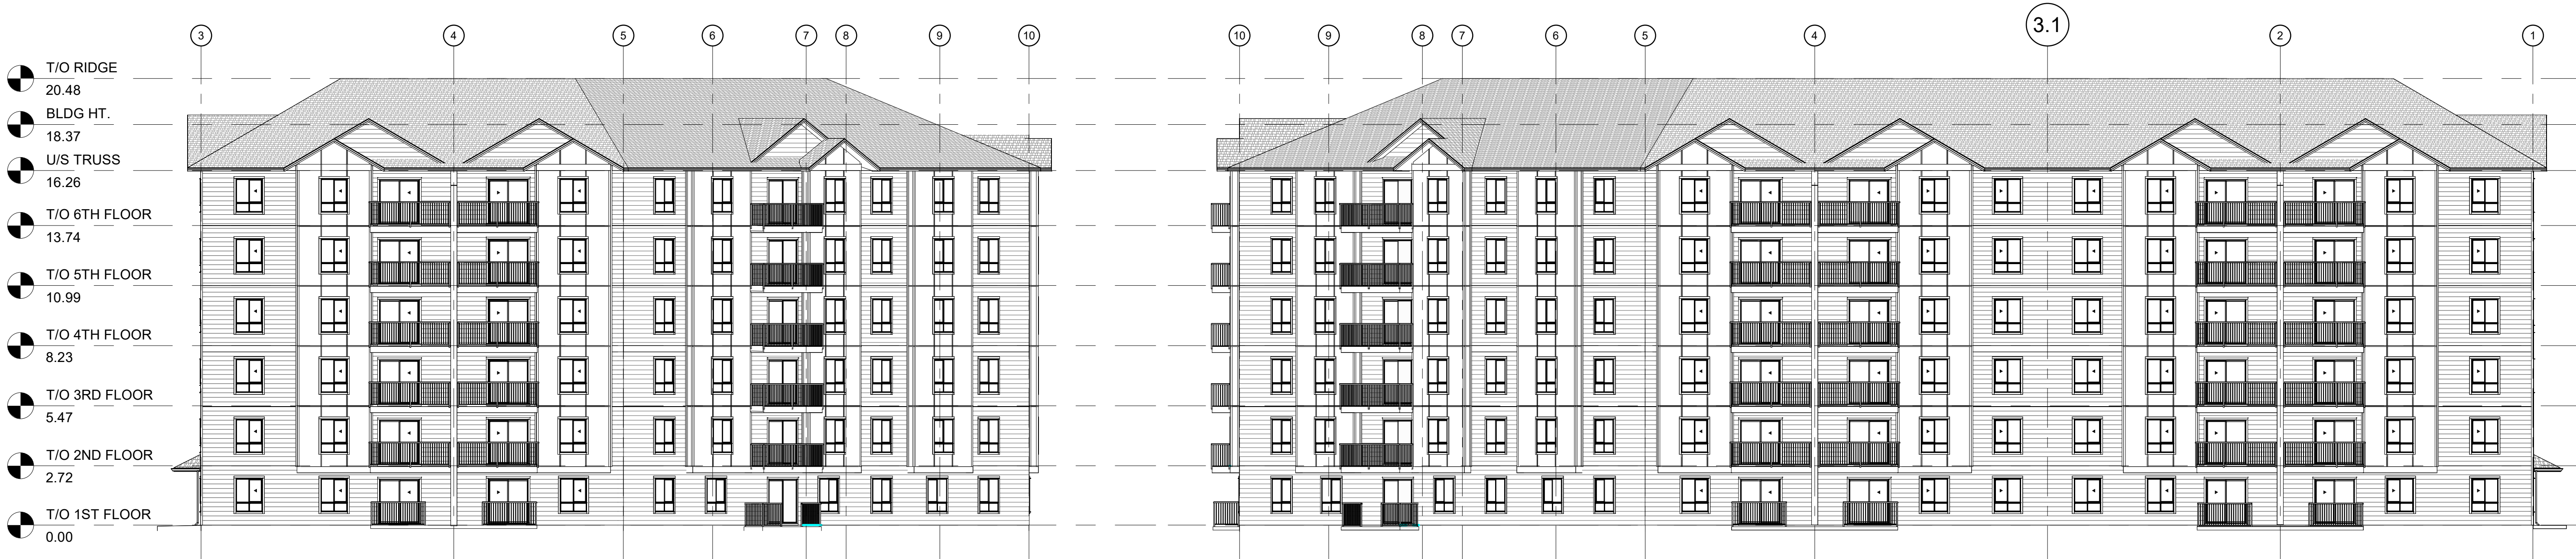 3 4 5 6 7 8 9 10 10 9 8 7 6 5 4 3.1 2 1
T/O RIDGE
20.48
BLDG HT.
18.37
U/S TRUSS
16.26
T/O 6TH FLOOR
13.74
T/O 5TH FLOOR
10.99
T/O 4TH FLOOR
8.23
T/O 3RD FLOOR
5.47
T/O 2ND FLOOR
2.72
T/O 1ST FLOOR
0.00